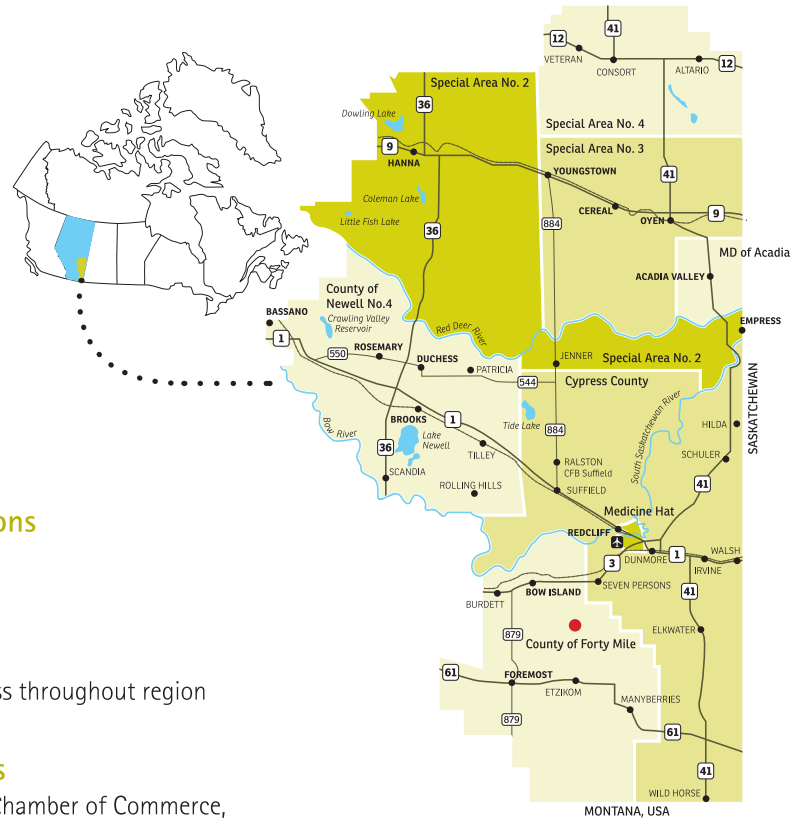 41
12
VETERAN
CONSORT
ALTARIO
12
Special Area No. 2
36
Dowling Lake
Special Area No. 4
9
HANNA
Special Area No. 3
YOUNGSTOWN
41
Coleman Lake
CEREAL
OYEN
9
Little Fish Lake
36
884
MD of Acadia
ACADIA VALLEY
County of
Newell No.4
BASSANO
Crawling Valley
Reservoir
Red Deer
River
EMPRESS
1
550
ROSEMARY
DUCHESS
PATRICIA
JENNER
Special Area No. 2
544
Cypress County
SASKATCHEWAN
BROOKS
1
Tide Lake
884
South Saskatchewan River
HILDA
Bow River
36
Lake
Newell
TILLEY
SCHULER
SCANDIA
RALSTON
CFB Suffield
41
ROLLING HILLS
SUFFIELD
Medicine Hat
ons
REDCLIFF
DUNMORE
1
WALSH
3
IRVINE
BOW ISLAND
SEVEN PERSONS
41
BURDETT
879
ELKWATER
County of Forty Mile
61
FOREMOST
ss throughout region
ETZIKOM
MANYBERRIES
879
61
s
41
WILD HORSE
Chamber of Commerce,
MONTANA, USA